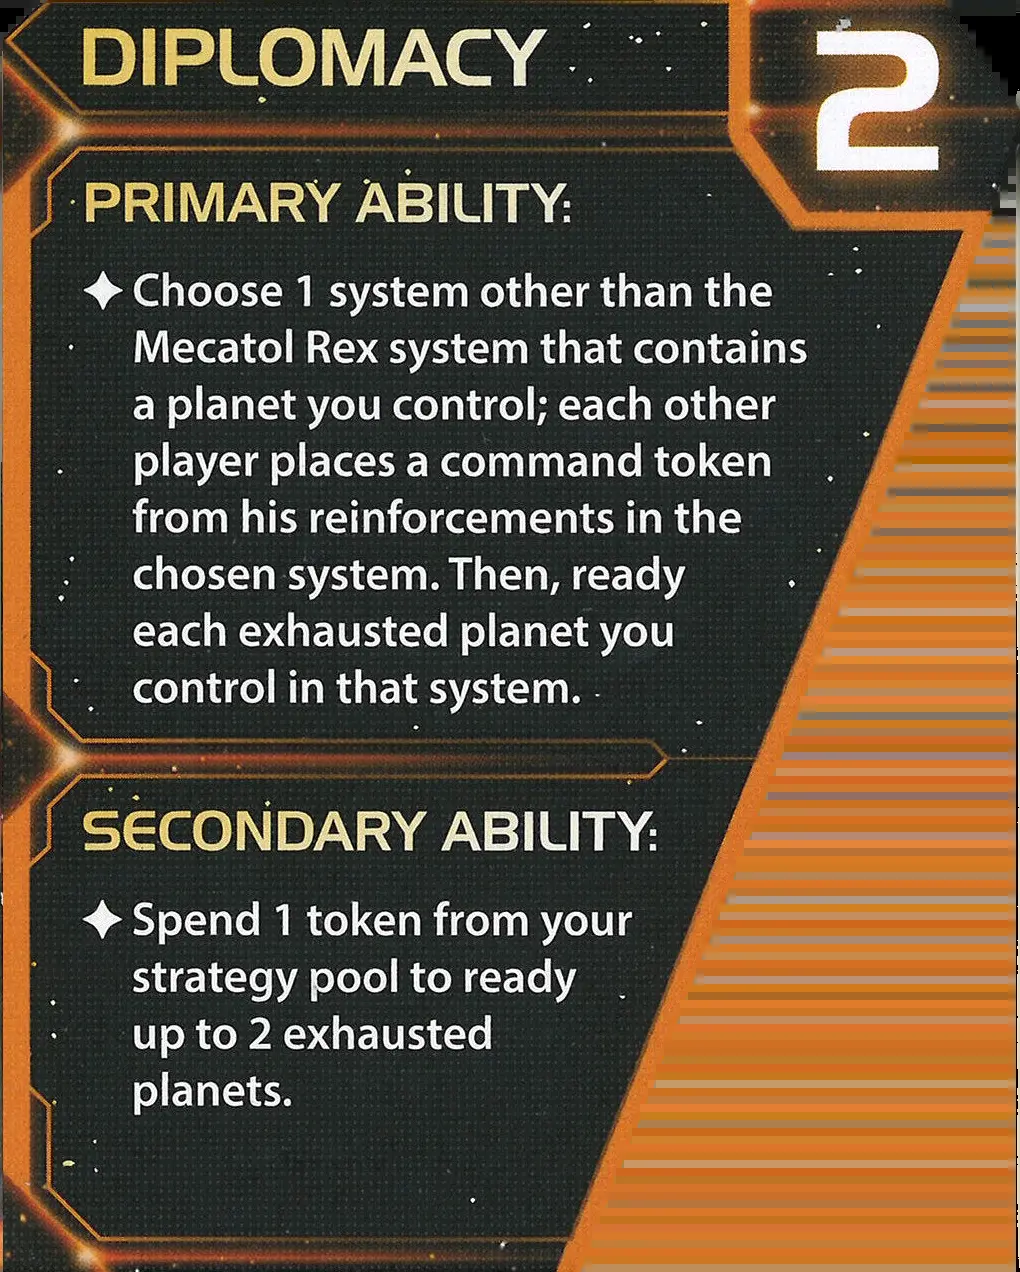 DIPLOMACY
2
PRIMARY ABILITY:
Choose 1 system other than the
Mecatol Rex system that contains
a planet you control; each other
player places a command token
from his reinforcements in the
chosen system. Then, ready
each exhausted planet you
control in that system.
SECONDARY ABILITY:
Spend 1 token from your
strategy pool to ready
up to 2 exhausted
planets.